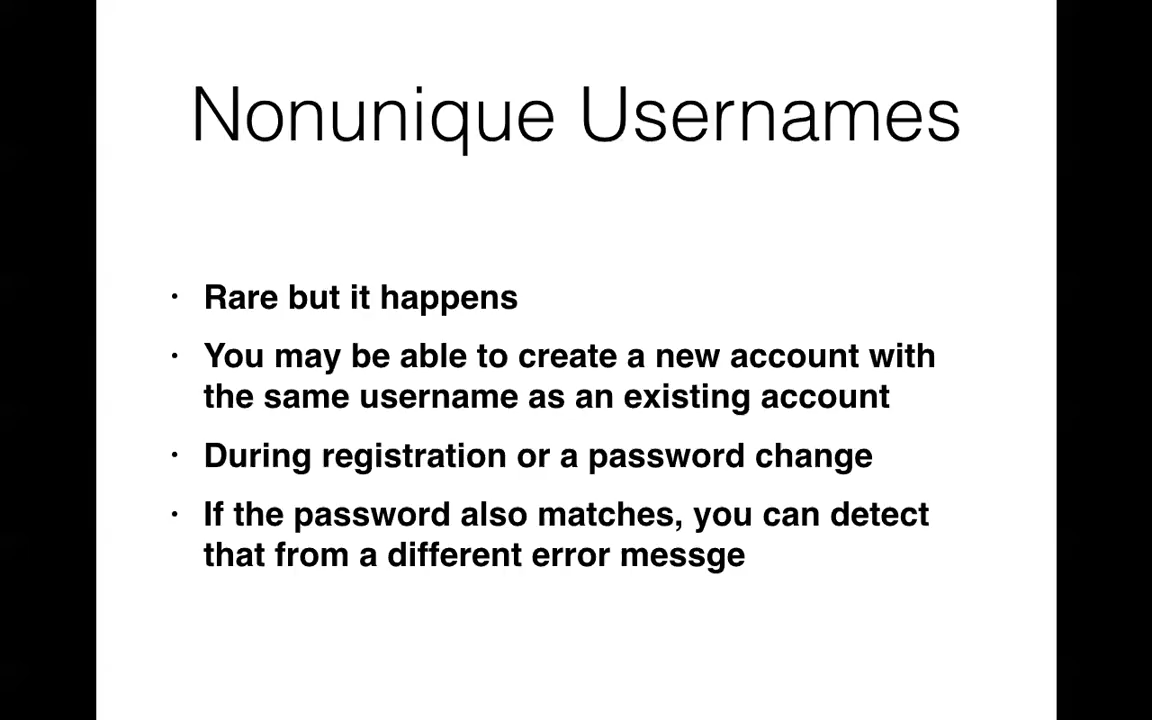 Nonunique Usernames
• Rare but it happens
• You may be able to create a new account with
the same username as an existing account
• During registration or a password change
• If the password also matches, you can detect
that from a different error messge